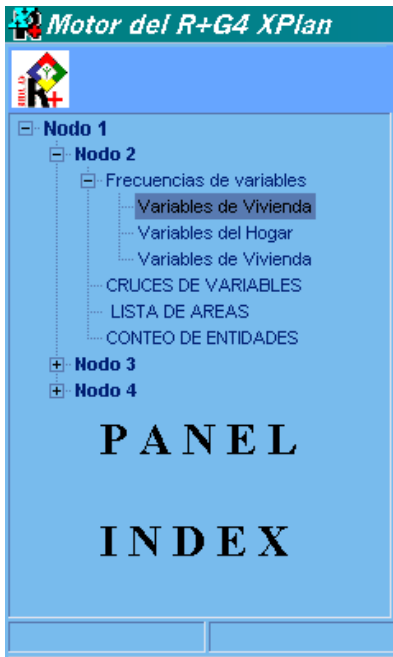 Motor del R+G4 XPlan
R+
Nodo 1
Nodo 2
Frecuencias de variables
Variables de Vivienda
Variables del Hogar
Variables de Vivienda
CRUCES DE VARIABLES
LISTA DE AREAS
CONTEO DE ENTIDADES
Nodo 3
Nodo 4
PANEL
INDEX